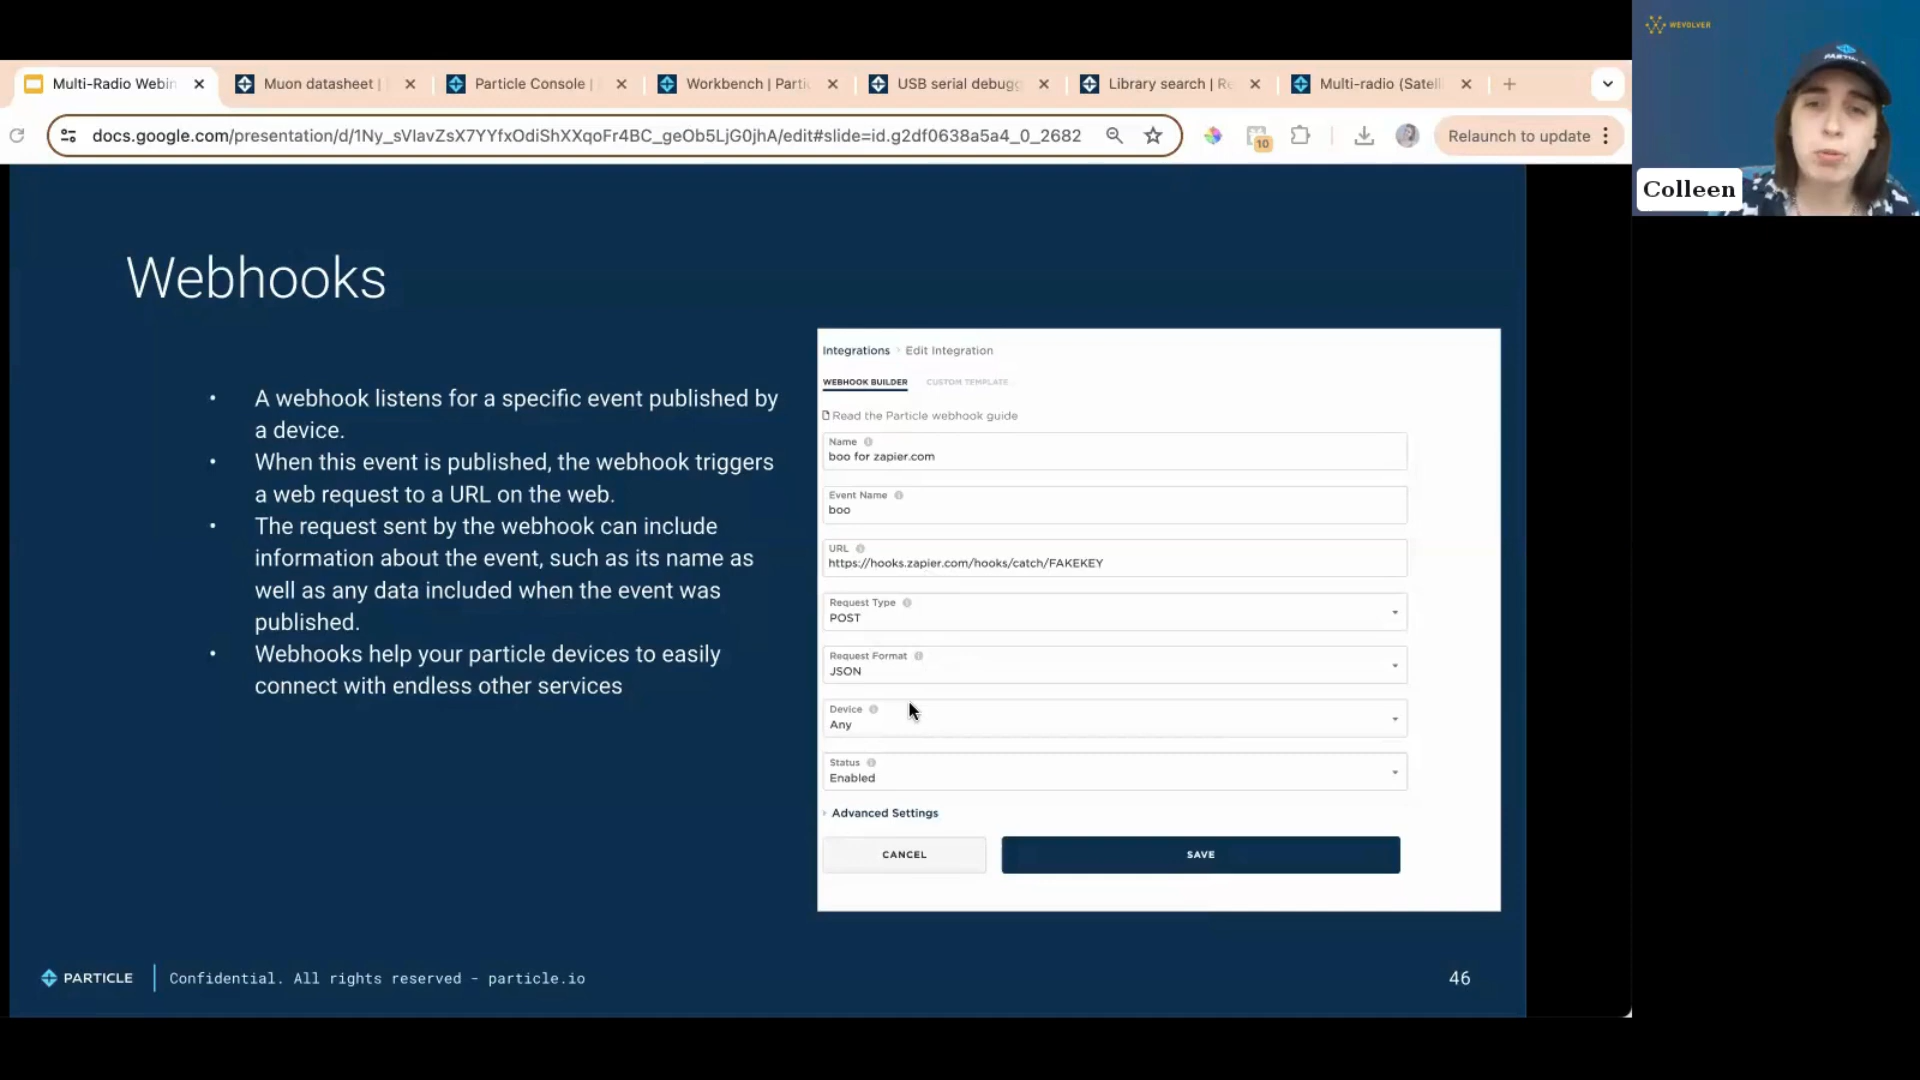 WEVOLVER
Multi-Radio Webin
Muon datasheet |
Particle Console |
Workbench | Partic
USB serial debugg
Library search | Re
Multi-radio (Satell
docs.google.com/presentation/d/1Ny_sVIavZsX7YYfxOdiShXXqoFr4BC_geOb5LjG0jhA/edit#slide=id.g2df0638a5a4_0_2682
10
Relaunch to update
PARTICLE
Colleen
Webhooks
• A webhook listens for a specific event published by
a device.
• When this event is published, the webhook triggers
a web request to a URL on the web.
• The request sent by the webhook can include
information about the event, such as its name as
well as any data included when the event was
published.
• Webhooks help your particle devices to easily
connect with endless other services
Integrations › Edit Integration
WEBHOOK BUILDER
CUSTOM TEMPLATE
Read the Particle webhook guide
Name
boo for zapier.com
Event Name
boo
URL
https://hooks.zapier.com/hooks/catch/FAKEKEY
Request Type
POST
Request Format
JSON
Device
Any
Status
Enabled
Advanced Settings
CANCEL
SAVE
PARTICLE
Confidential. All rights reserved - particle.io
46